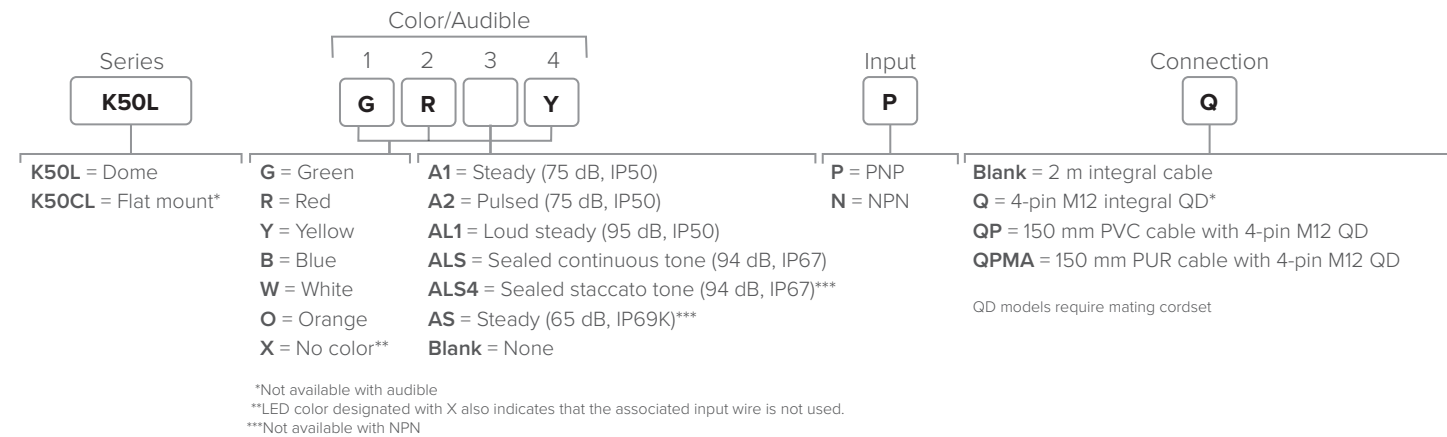 Color/Audible
Series
1 2 3 4
Input
Connection
K50L
G R Y
P
Q
K50L = Dome
K50CL = Flat mount*
G = Green
R = Red
Y = Yellow
B = Blue
W = White
O = Orange
X = No color**
A1 = Steady (75 dB, IP50)
A2 = Pulsed (75 dB, IP50)
AL1 = Loud steady (95 dB, IP50)
ALS = Sealed continuous tone (94 dB, IP67)
ALS4 = Sealed staccato tone (94 dB, IP67)***
AS = Steady (65 dB, IP69K)***
Blank = None
P = PNP
N = NPN
Blank = 2 m integral cable
Q = 4-pin M12 integral QD*
QP = 150 mm PVC cable with 4-pin M12 QD
QPMA = 150 mm PUR cable with 4-pin M12 QD
QD models require mating cordset
*Not available with audible
**LED color designated with X also indicates that the associated input wire is not used.
***Not available with NPN